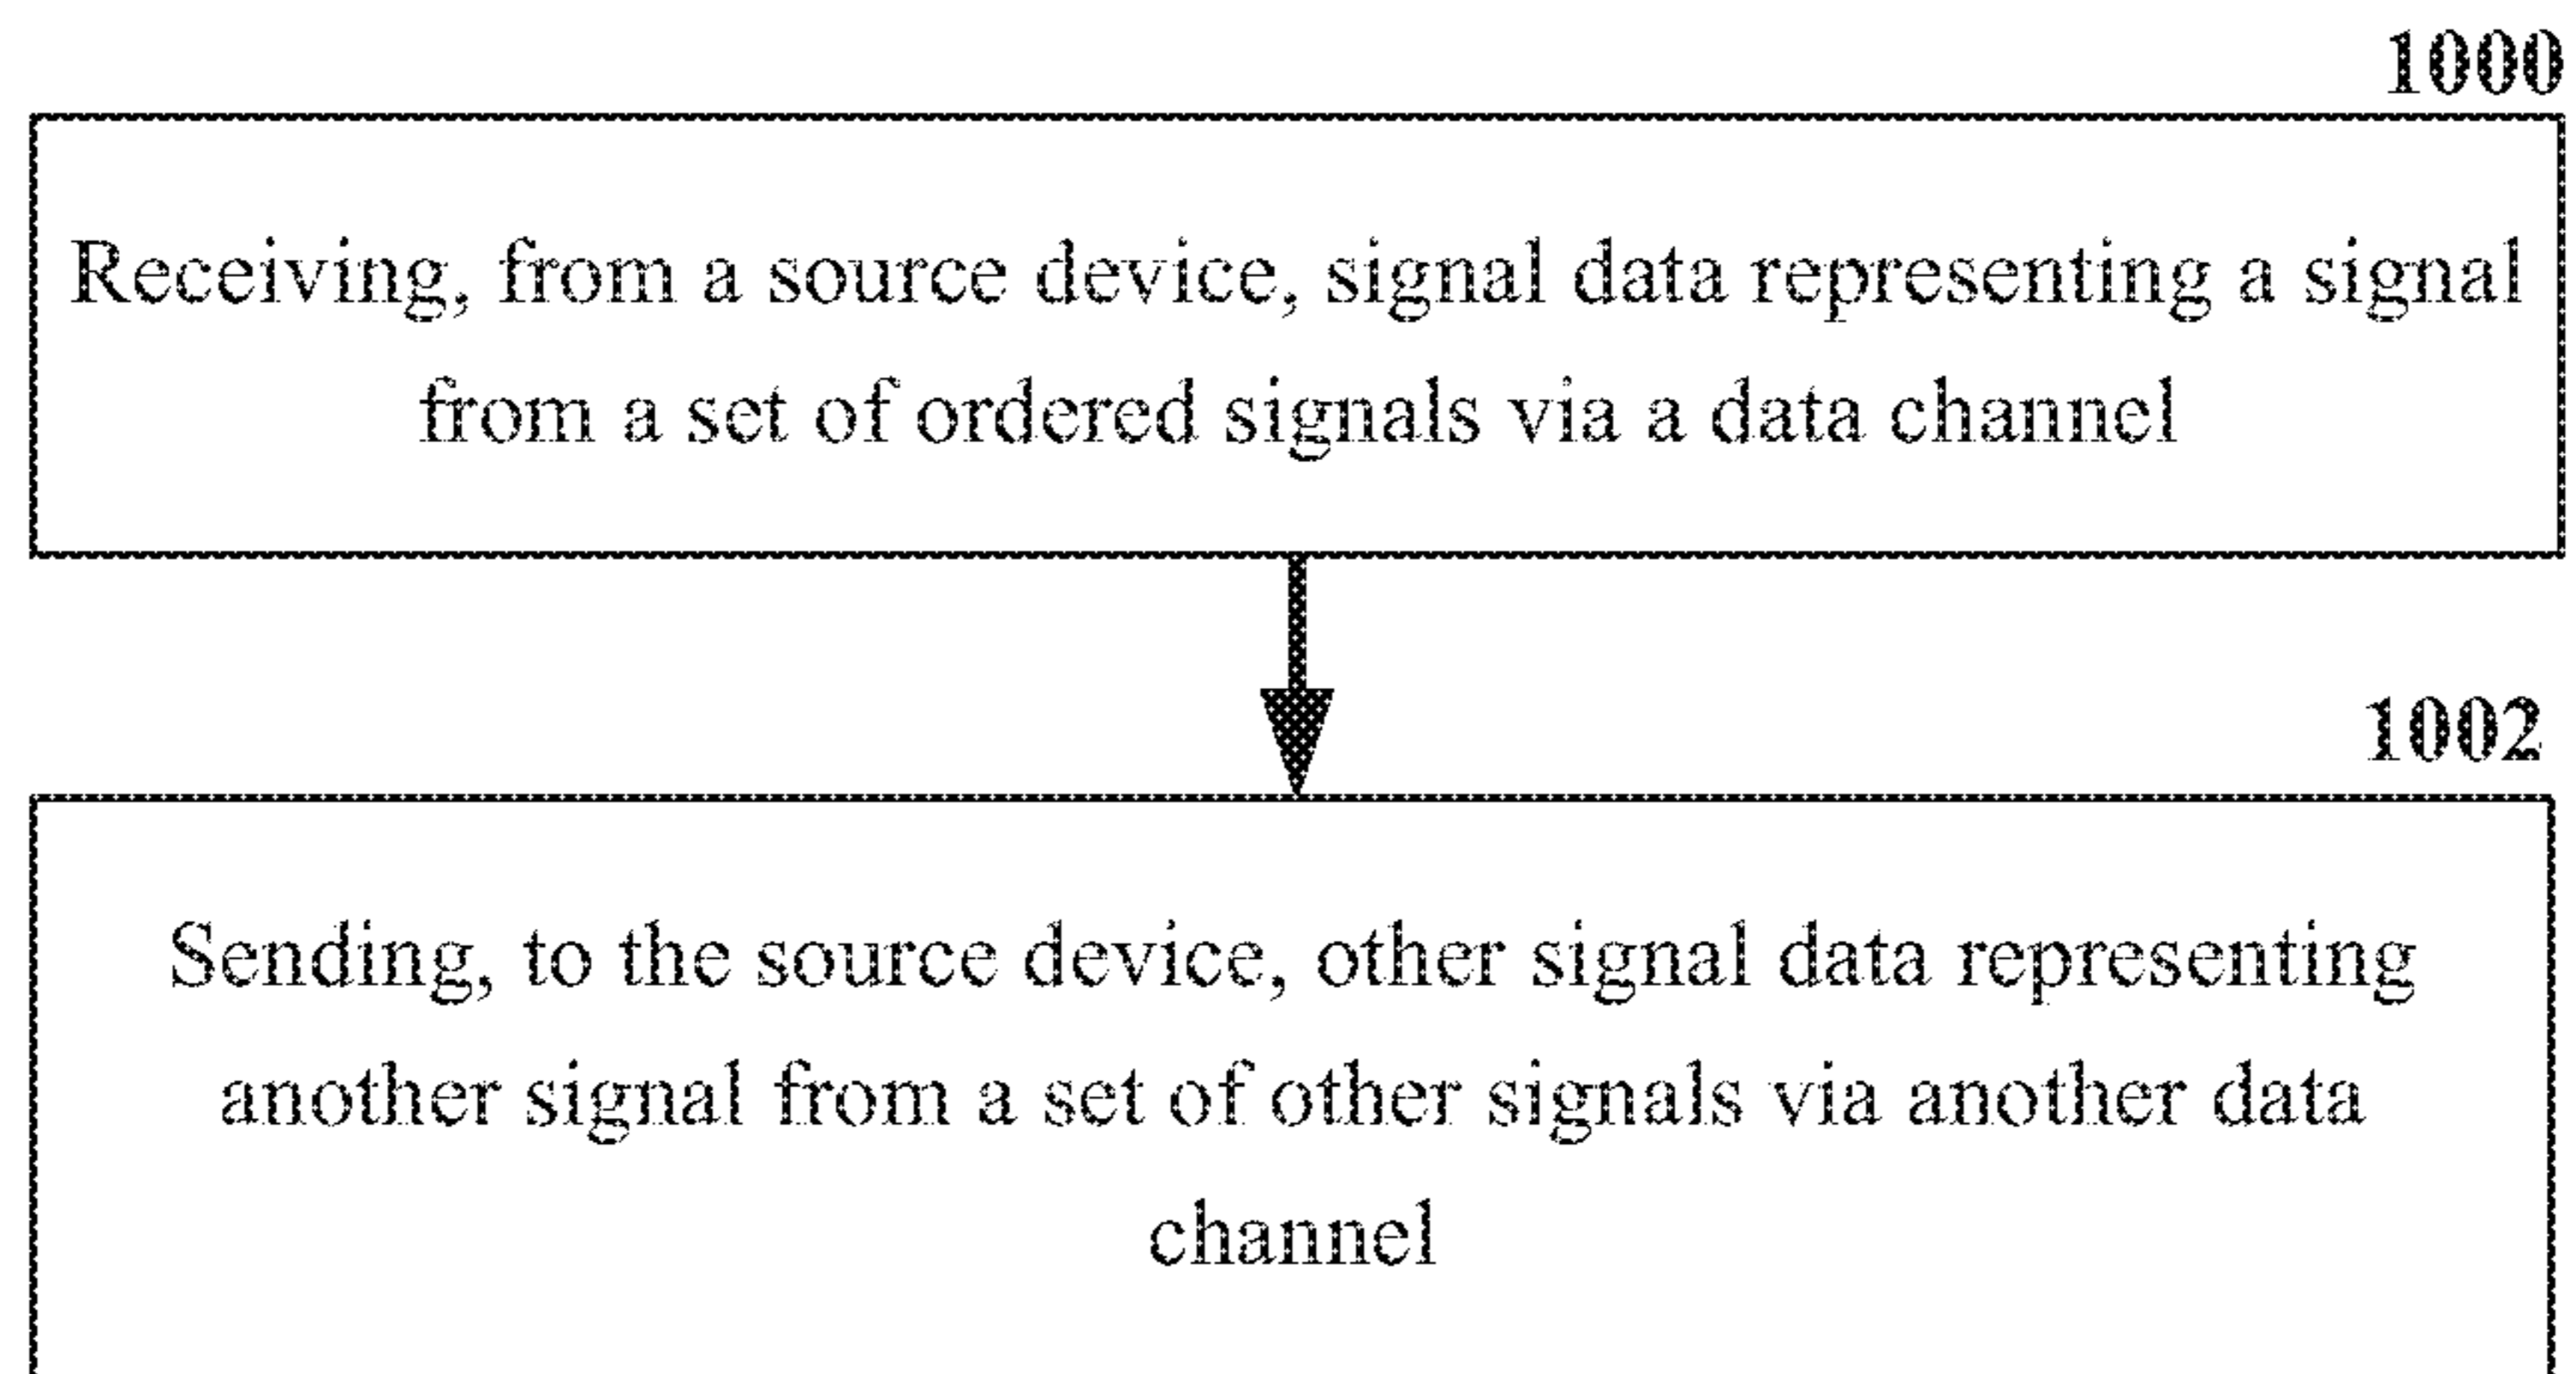 1000
Receiving, from a source device, signal data representing a signal
from a set of ordered signals via a data channel
1002
Sending, to the source device, other signal data representing
another signal from a set of other signals via another data
channel